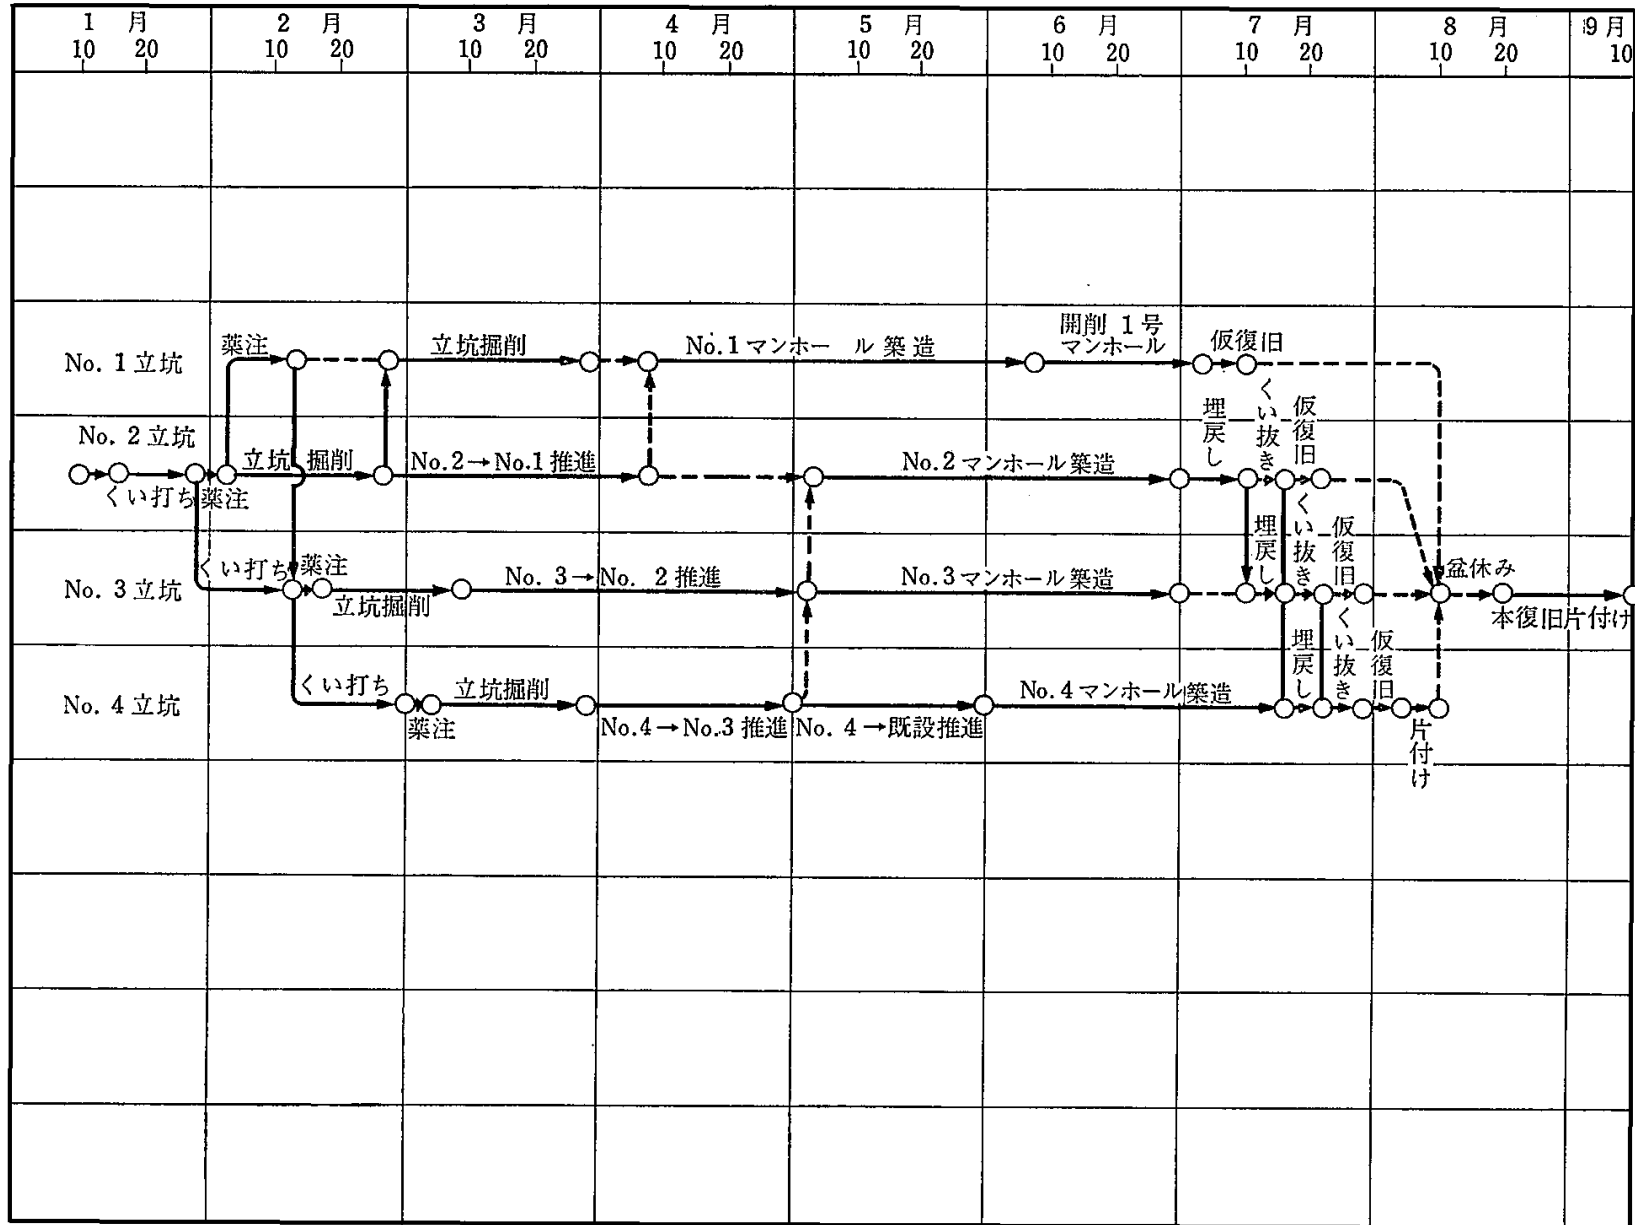 1 月
2 月
3 月
4 月
5 月
6 月
7 月
8 月
9 月
10 20
10 20
10 20
10 20
10 20
10 20
10 20
10 20
10
No. 1 立坑
薬注
立坑掘削
No.1 マンホール築造
開削 1号
マンホール
仮復旧
No. 2 立坑
くい打ち
薬注
立坑掘削
No.2→No.1 推進
No.2 マンホール築造
埋戻し
くい抜き
仮復旧
No. 3 立坑
くい打ち
薬注
立坑掘削
No. 3→No. 2 推進
No.3 マンホール築造
埋戻し
くい抜き
仮復旧
盆休み
本復旧片付け
No. 4 立坑
くい打ち
薬注
立坑掘削
No.4→No.3 推進
No. 4→既設推進
No.4 マンホール築造
埋戻し
くい抜き
仮復旧
片付け